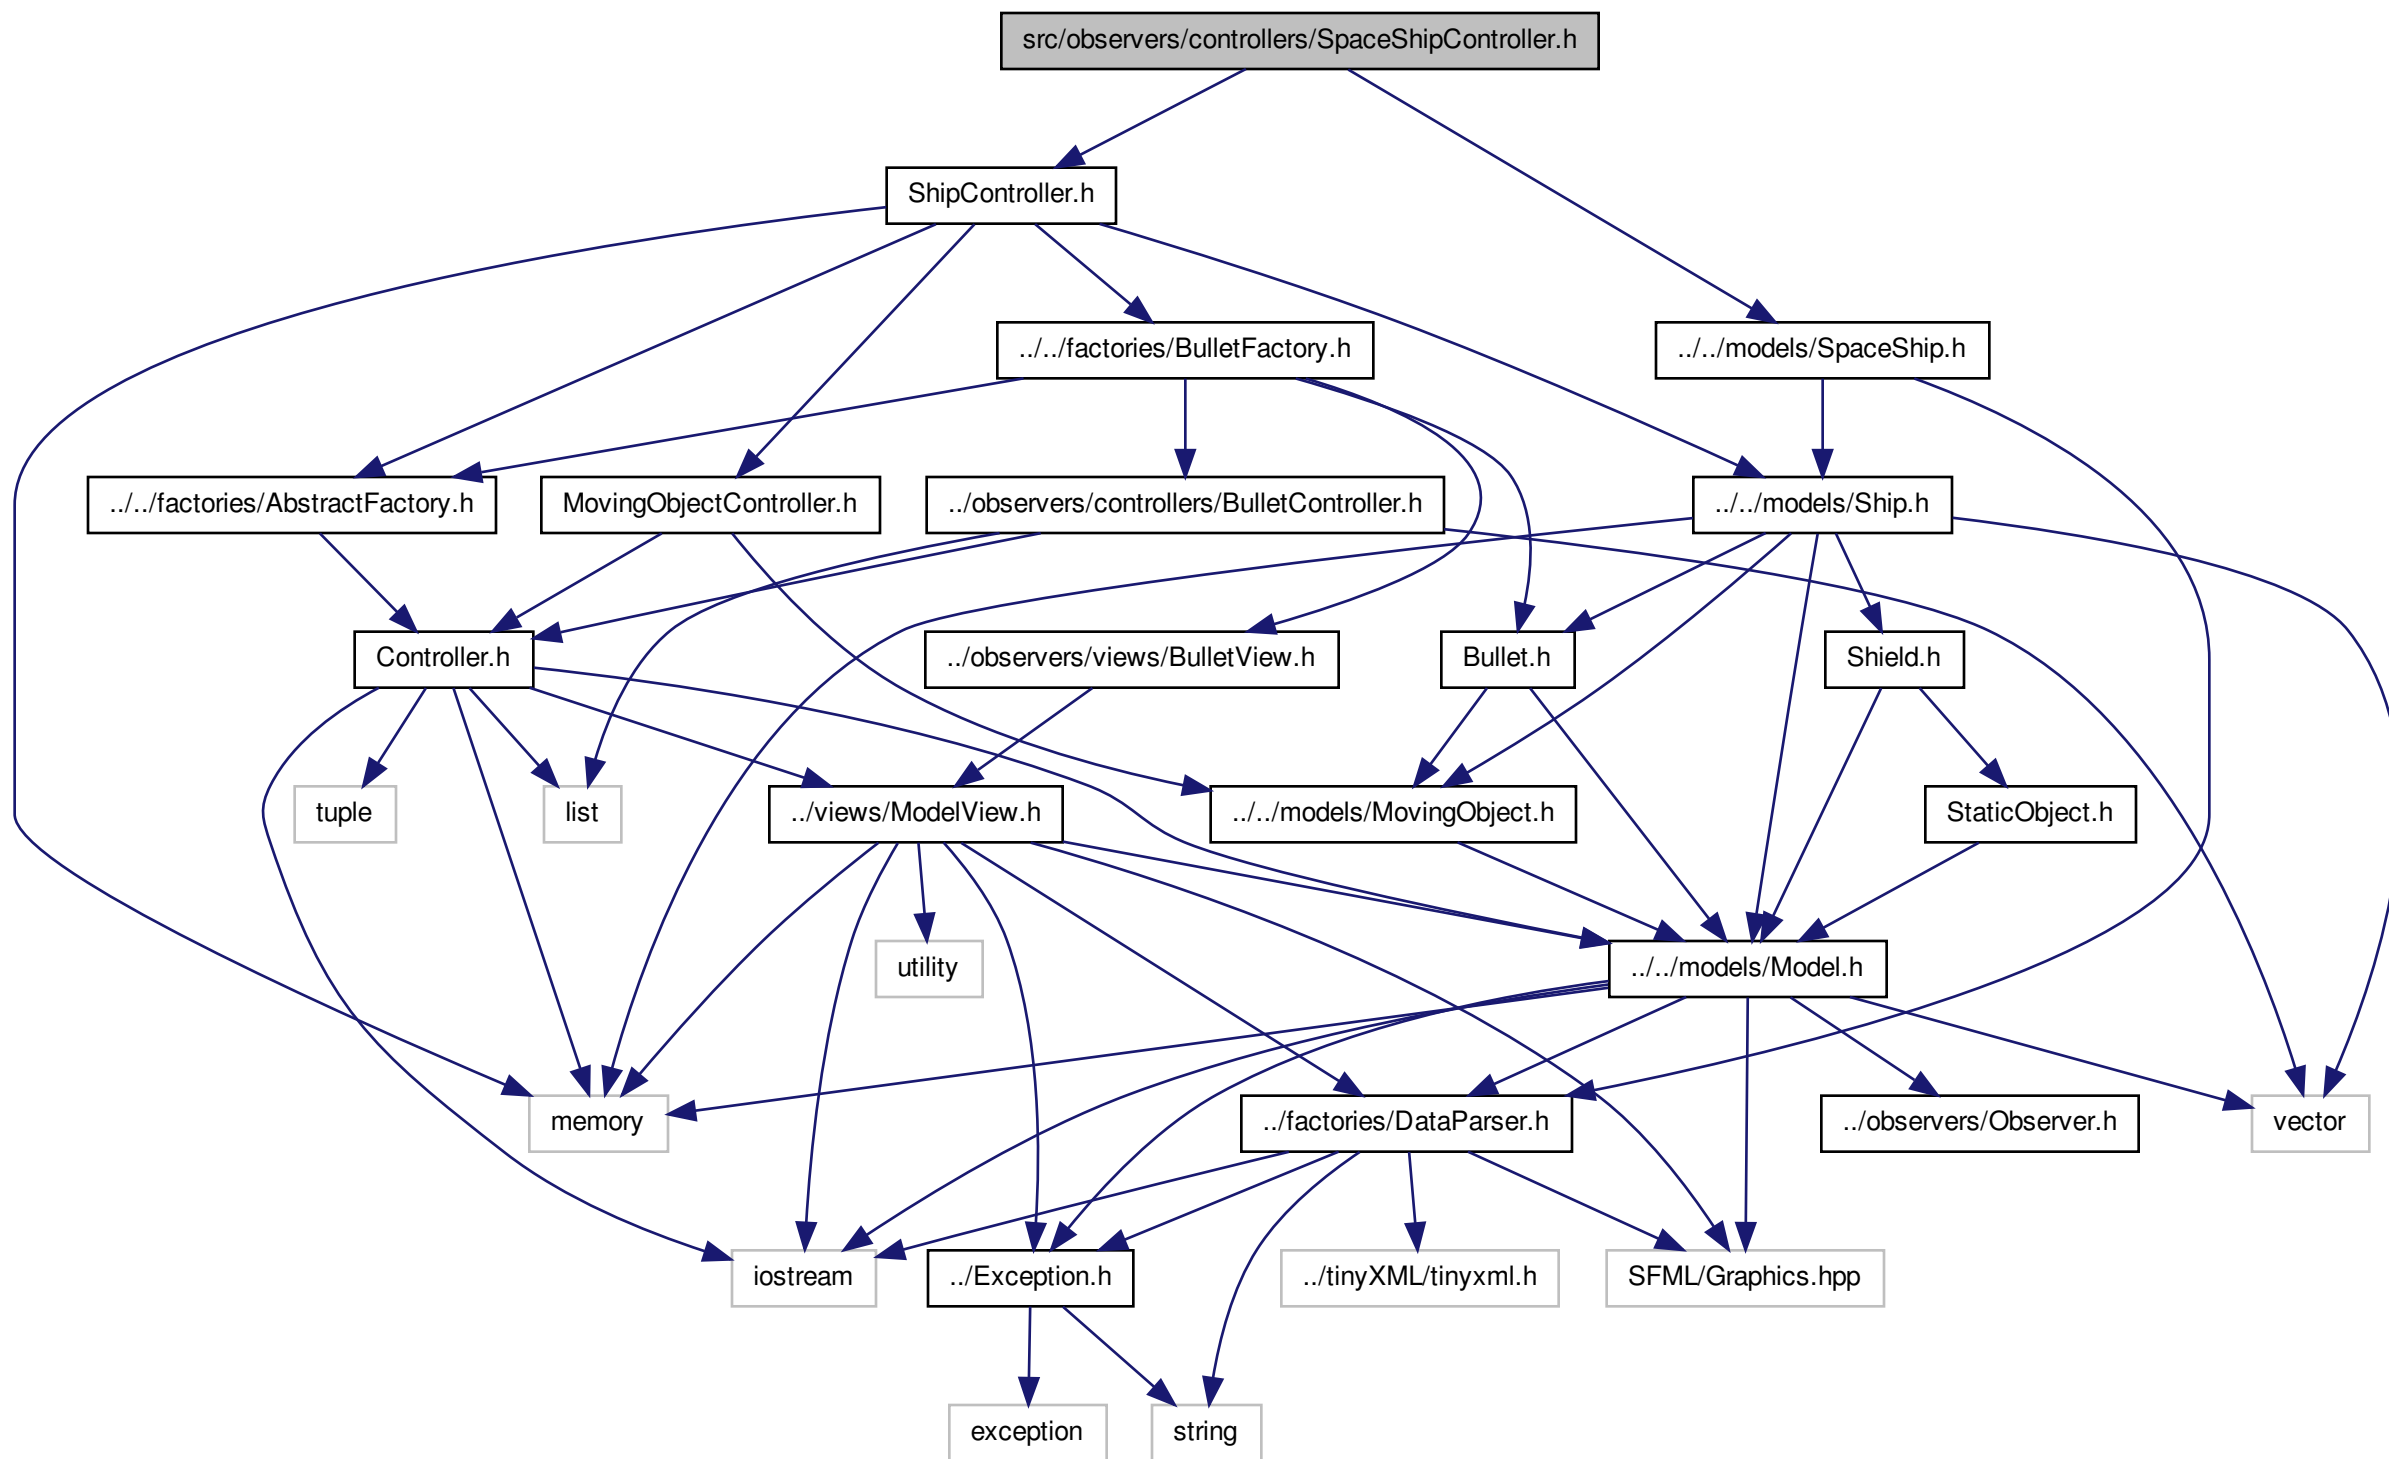 src/observers/controllers/SpaceShipController.h
ShipController.h
../../factories/BulletFactory.h
../../models/SpaceShip.h
../../factories/AbstractFactory.h
MovingObjectController.h
../observers/controllers/BulletController.h
../../models/Ship.h
Controller.h
../observers/views/BulletView.h
Bullet.h
Shield.h
tuple
list
../views/ModelView.h
../../models/MovingObject.h
StaticObject.h
utility
../../models/Model.h
memory
../factories/DataParser.h
../observers/Observer.h
vector
iostream
../Exception.h
../tinyXML/tinyxml.h
SFML/Graphics.hpp
exception
string